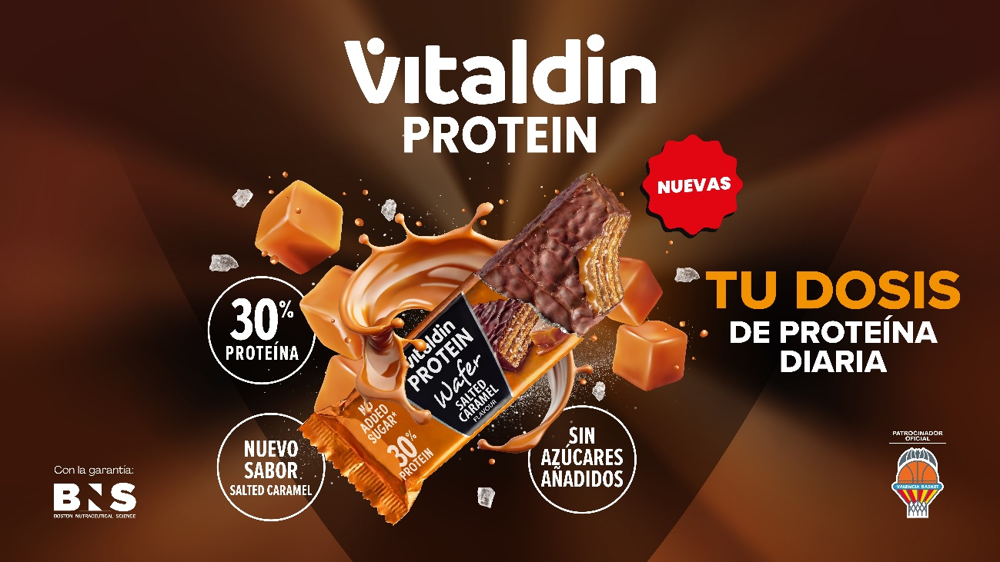 vitaldin
PROTEIN
NUEVAS
TU DOSIS
DE PROTEÍNA
DIARIA
30%
PROTEÍNA
vitaldin
PROTEIN
Wafer
SALTED
CARAMEL
FLAVOUR
NO
ADDED
SUGAR*
30%
PROTEIN
NUEVO
SABOR
SALTED CARAMEL
SIN
AZÚCARES
AÑADIDOS
Con la garantía:
BNS
BOSTON NUTRACEUTICAL SCIENCE
PATROCINADOR
OFICIAL
VALENCIA BASKET